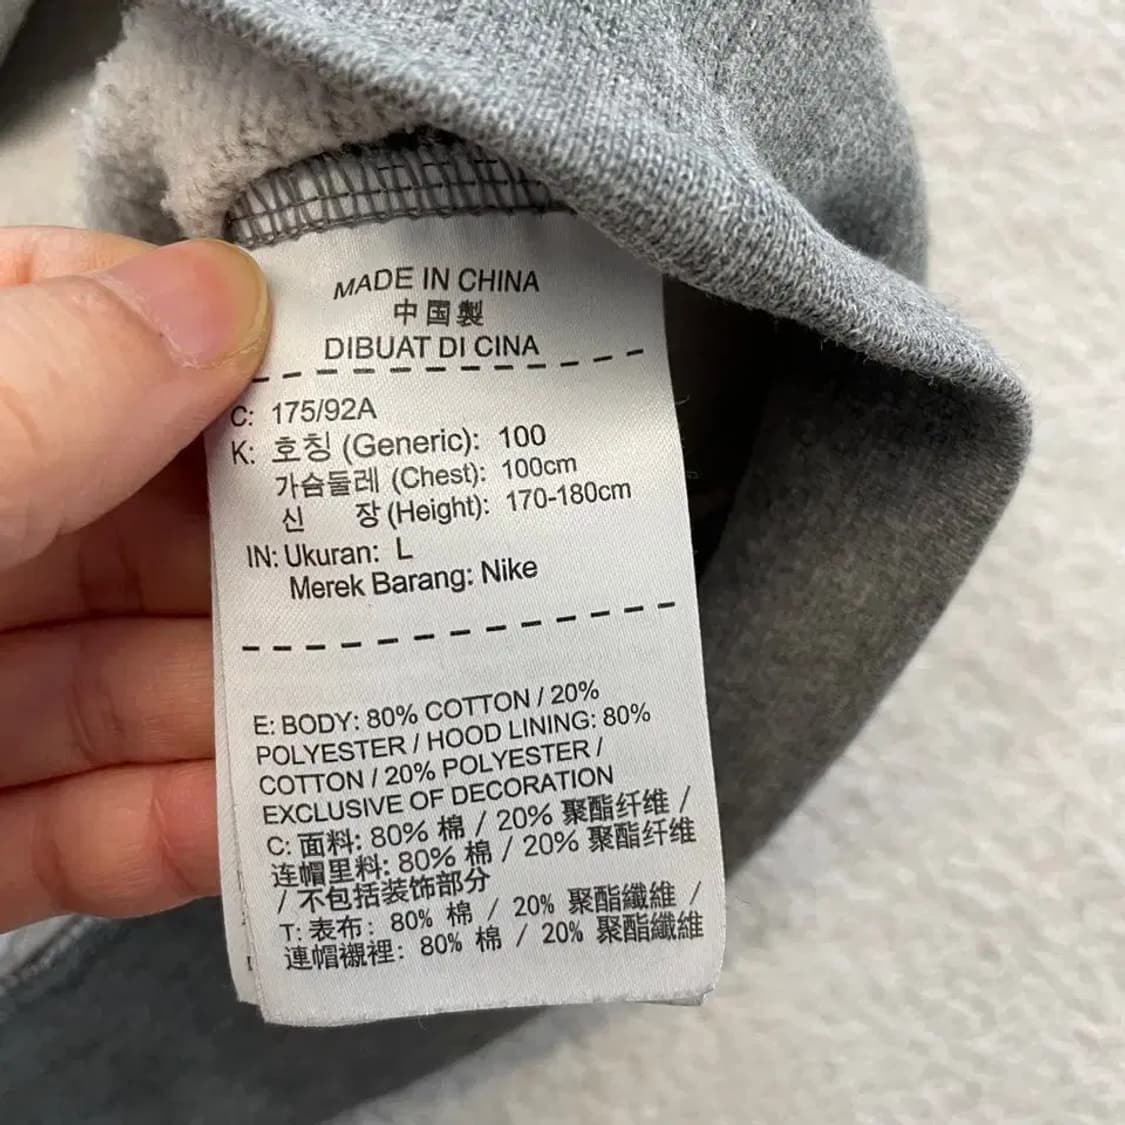 MADE IN CHINA
中国製
DIBUAT DI CINA
C: 175/92A
K: 호칭 (Generic): 100
가슴둘레 (Chest): 100cm
신 장 (Height): 170-180cm
IN: Ukuran: L
Merek Barang: Nike
E: BODY: 80% COTTON / 20%
POLYESTER / HOOD LINING: 80%
COTTON / 20% POLYESTER /
EXCLUSIVE OF DECORATION
C: 面料: 80% 棉 / 20% 聚酯纤维 /
连帽里料: 80% 棉 / 20% 聚酯纤维
/ 不包括装饰部分
T: 表布: 80% 棉 / 20% 聚酯纖維 /
連帽襯裡: 80% 棉 / 20% 聚酯纖維